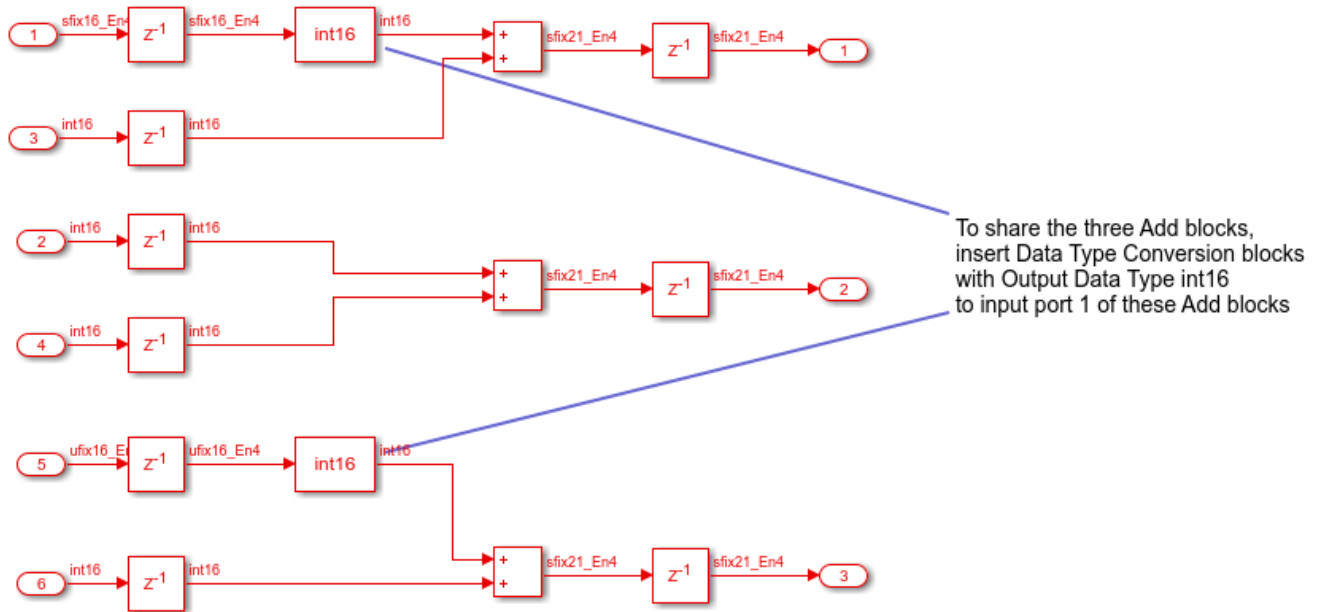 1 sfix16_En4 z-1 sfix16_En4 int16 int16 + + sfix21_En4 z-1 sfix21_En4 1
3 int16 z-1 int16
2 int16 z-1 int16 + + sfix21_En4 z-1 sfix21_En4 2
4 int16 z-1 int16
To share the three Add blocks,
insert Data Type Conversion blocks
with Output Data Type int16
to input port 1 of these Add blocks
5 ufix16_En z-1 ufix16_En4 int16 int16
6 int16 z-1 int16 + + sfix21_En4 z-1 sfix21_En4 3